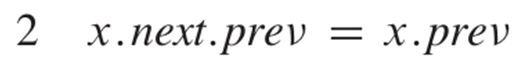 2 x.next.prev = x.prev